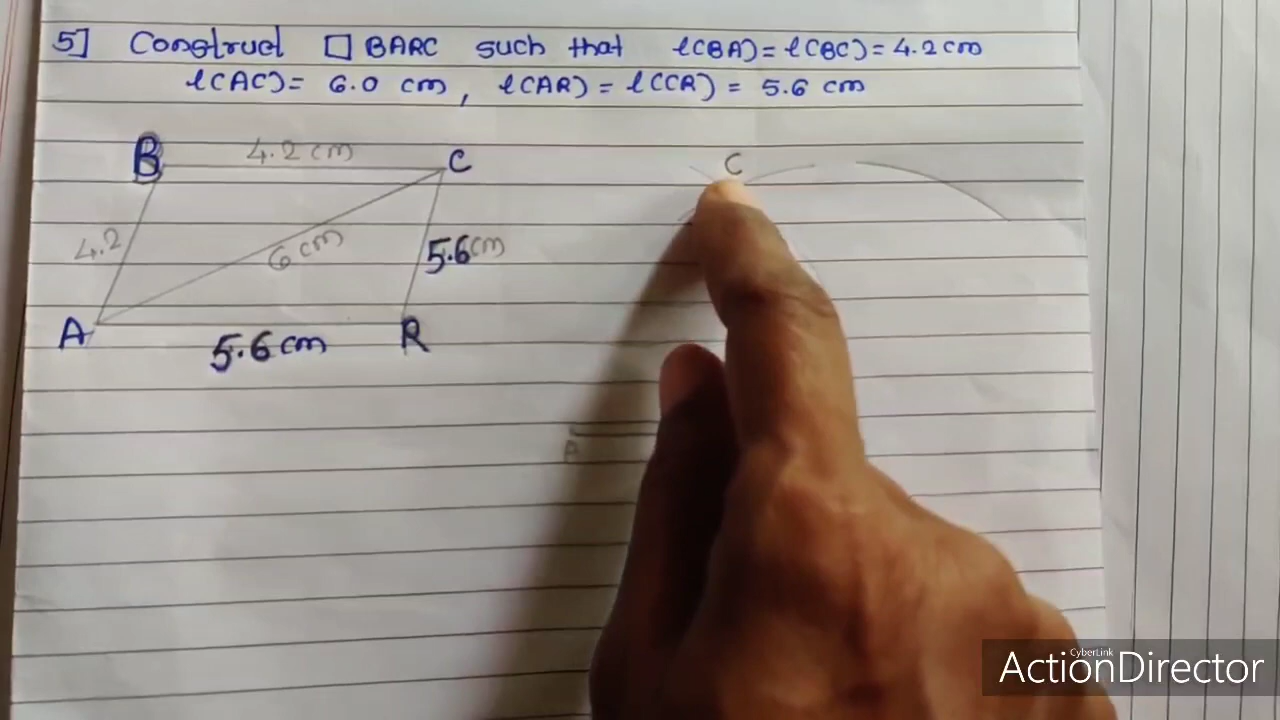 5] Construct □ BARC such that l(BA) = l(BC) = 4.2 cm
l(AC) = 6.0 cm, l(AR) = l(CR) = 5.6 cm
B 4.2 cm C
C
4.2
6 cm
5.6 cm
A
5.6 cm
R
A
CyberLink
ActionDirector